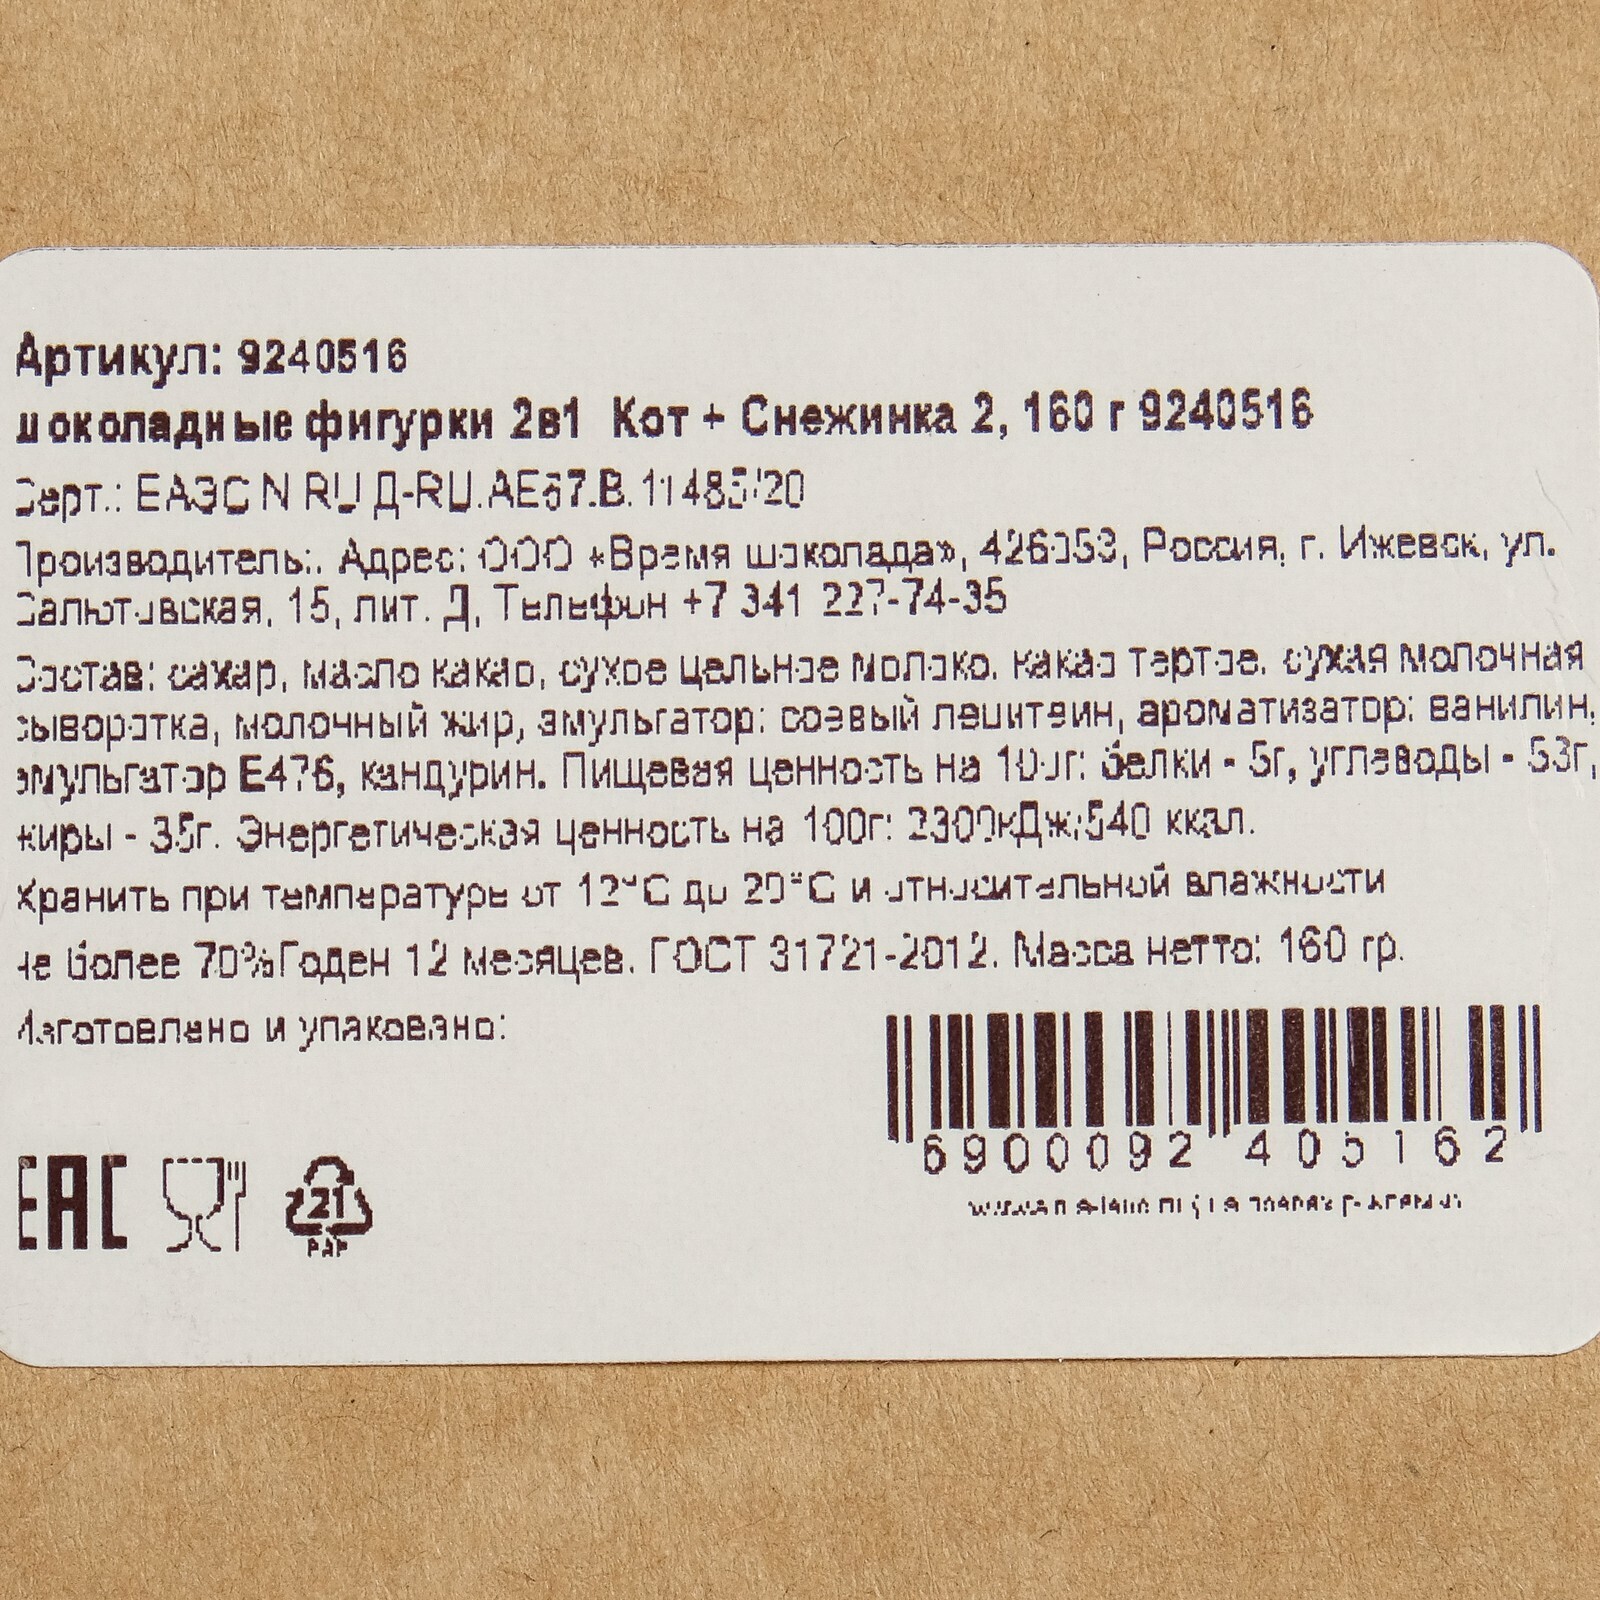 Артикул: 9240516
шоколадные фигурки 2в1 Кот + Снежинка 2, 160 г 9240516
Серт.: ЕАЭС N RU Д-RU.АЕ67.В.11485/20
Производитель:. Адрес: ООО «Время шоколада», 426053, Россия, г. Ижевск, ул.
Салютовская, 15, лит. Д, Телефон +7 341 227-74-35
Состав: сахар, масло какао, сухое цельное молоко, какао тертое, сухая молочная
сыворотка, молочный жир, эмульгатор: соевый лецитвин, ароматизатор: ванилин,
эмульгатор Е476, кандурин. Пищевая ценность на 100г: белки - 5г, углеводы - 53г,
жиры - 35г. Энергетическая ценность на 100г: 2300кДж/540 ккал.
Хранить при температуре от 12°С до 20°С и относительной влажности
не более 70%Годен 12 месяцев. ГОСТ 31721-2012. Масса нетто: 160 гр.
Изготовлено и упаковано:
6900092 405162
ЕАС
21
PAP